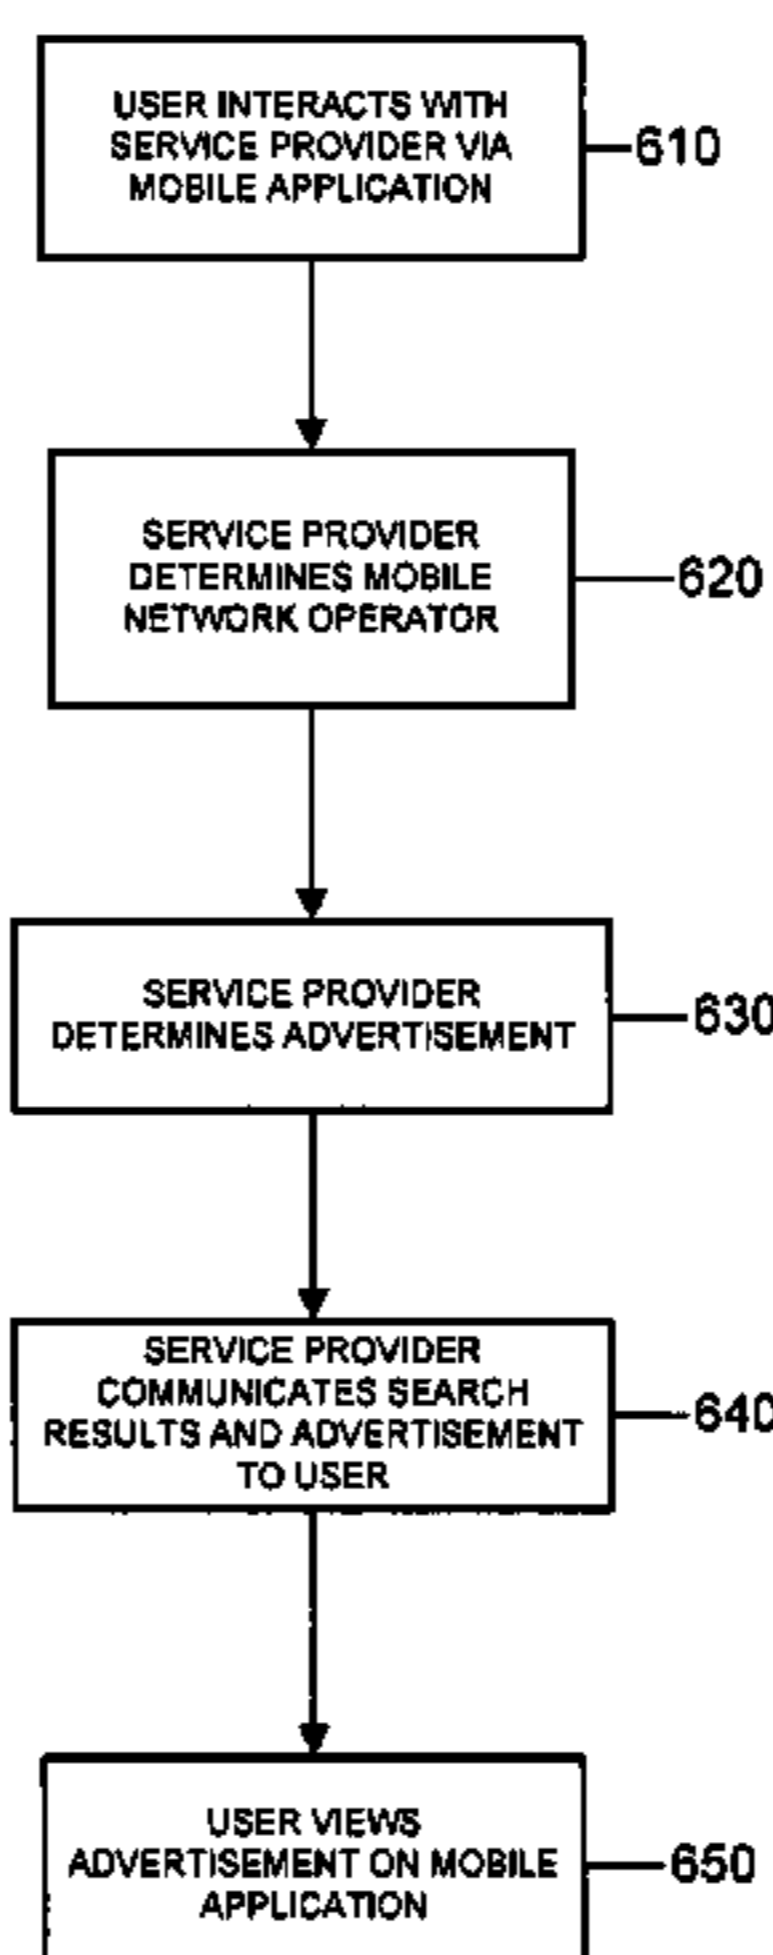 USER INTERACTS WITH
SERVICE PROVIDER VIA
MOBILE APPLICATION
610
SERVICE PROVIDER
DETERMINES MOBILE
NETWORK OPERATOR
620
SERVICE PROVIDER
DETERMINES ADVERTISEMENT
630
SERVICE PROVIDER
COMMUNICATES SEARCH
RESULTS AND ADVERTISEMENT
TO USER
640
USER VIEWS
ADVERTISEMENT ON MOBILE
APPLICATION
650